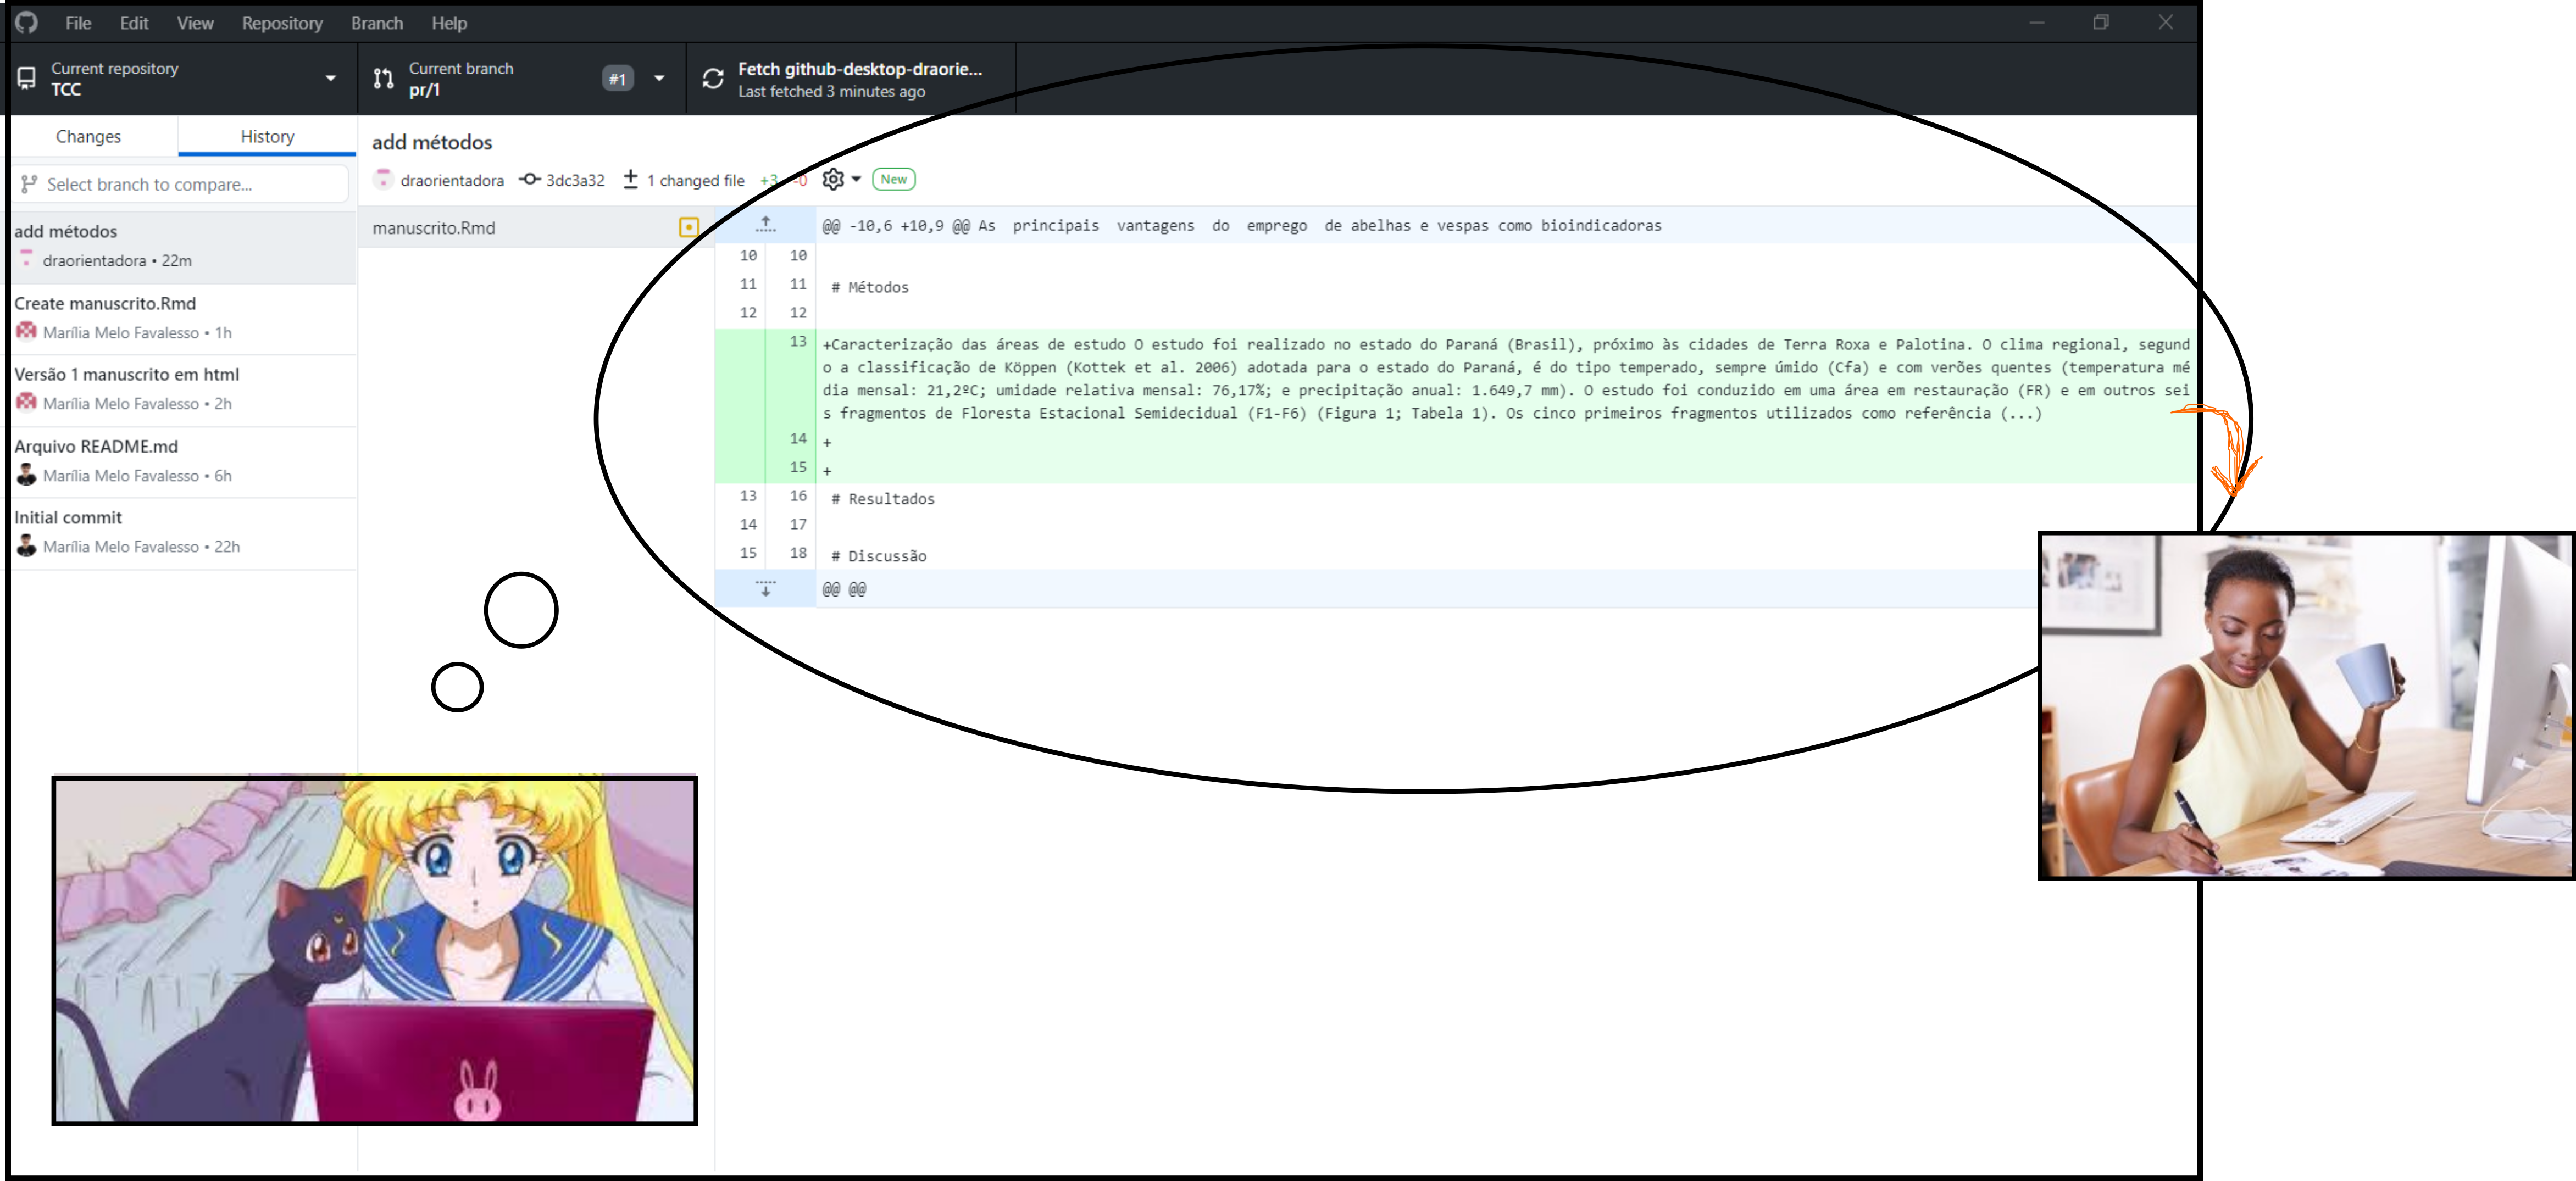 File Edit View Repository Branch Help
Current repository
TCC
Current branch
pr/1
#1
Fetch github-desktop-draorie...
Last fetched 3 minutes ago
Changes History
Select branch to compare...
add métodos
draorientadora • 22m
Create manuscrito.Rmd
Marília Melo Favalesso • 1h
Versão 1 manuscrito em html
Marília Melo Favalesso • 2h
Arquivo README.md
Marília Melo Favalesso • 6h
Initial commit
Marília Melo Favalesso • 22h
add métodos
draorientadora 3dc3a32 1 changed file +3 -0 New
manuscrito.Rmd
@@ -10,6 +10,9 @@ As principais vantagens do emprego de abelhas e vespas como bioindicadoras
10 10
11 11 # Métodos
12 12
13 +Caracterização das áreas de estudo O estudo foi realizado no estado do Paraná (Brasil), próximo às cidades de Terra Roxa e Palotina. O clima regional, segund
o a classificação de Köppen (Kottek et al. 2006) adotada para o estado do Paraná, é do tipo temperado, sempre úmido (Cfa) e com verões quentes (temperatura mé
dia mensal: 21,2ºC; umidade relativa mensal: 76,17%; e precipitação anual: 1.649,7 mm). O estudo foi conduzido em uma área em restauração (FR) e em outros sei
s fragmentos de Floresta Estacional Semidecidual (F1-F6) (Figura 1; Tabela 1). Os cinco primeiros fragmentos utilizados como referência (...)
14 +
15 +
13 16 # Resultados
14 17
15 18 # Discussão
@@ @@